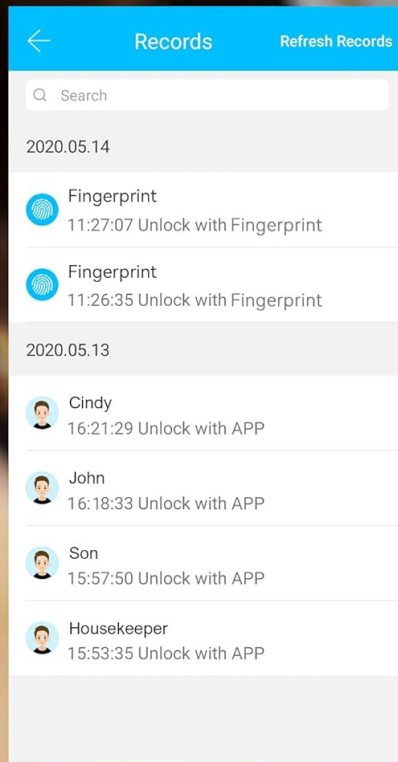 Records
Refresh Records
Search
2020.05.14
Fingerprint
11:27:07 Unlock with Fingerprint
Fingerprint
11:26:35 Unlock with Fingerprint
2020.05.13
Cindy
16:21:29 Unlock with APP
John
16:18:33 Unlock with APP
Son
15:57:50 Unlock with APP
Housekeeper
15:53:35 Unlock with APP